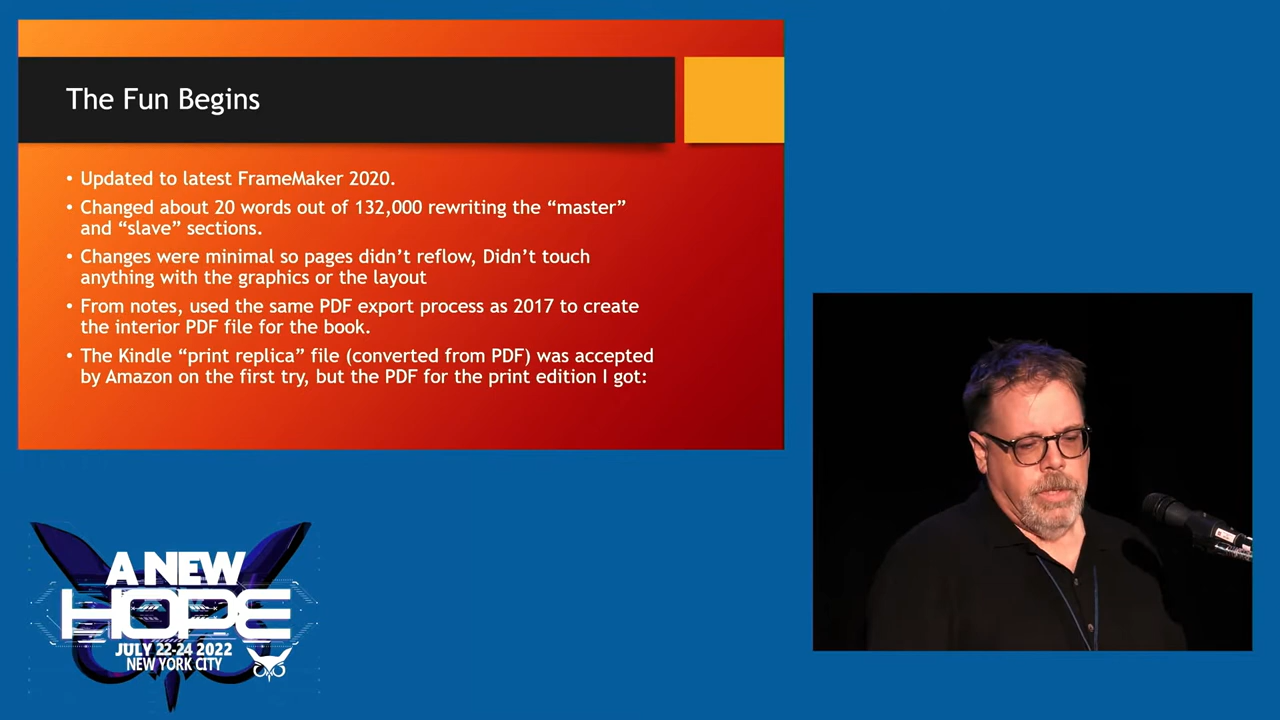 The Fun Begins
• Updated to latest FrameMaker 2020.
• Changed about 20 words out of 132,000 rewriting the “master”
and “slave” sections.
• Changes were minimal so pages didn’t reflow, Didn’t touch
anything with the graphics or the layout
• From notes, used the same PDF export process as 2017 to create
the interior PDF file for the book.
• The Kindle “print replica” file (converted from PDF) was accepted
by Amazon on the first try, but the PDF for the print edition I got:
A NEW
HOPE
JULY 22-24 2022
NEW YORK CITY